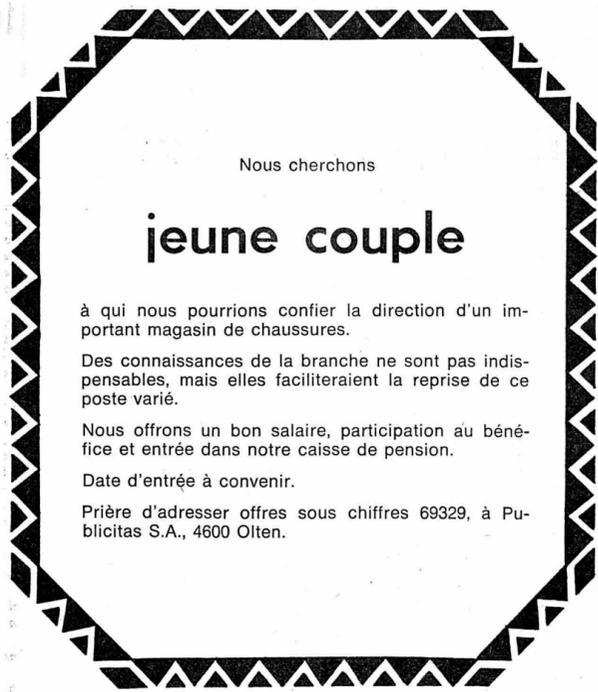 Nous cherchons
jeune couple
à qui nous pourrions confier la direction d'un im-
portant magasin de chaussures.
Des connaissances de la branche ne sont pas indis-
pensables, mais elles faciliteraient la reprise de ce
poste varié.
Nous offrons un bon salaire, participation au béné-
fice et entrée dans notre caisse de pension.
Date d'entrée à convenir.
Prière d'adresser offres sous chiffres 69329, à Pu-
blicitas S.A., 4600 Olten.